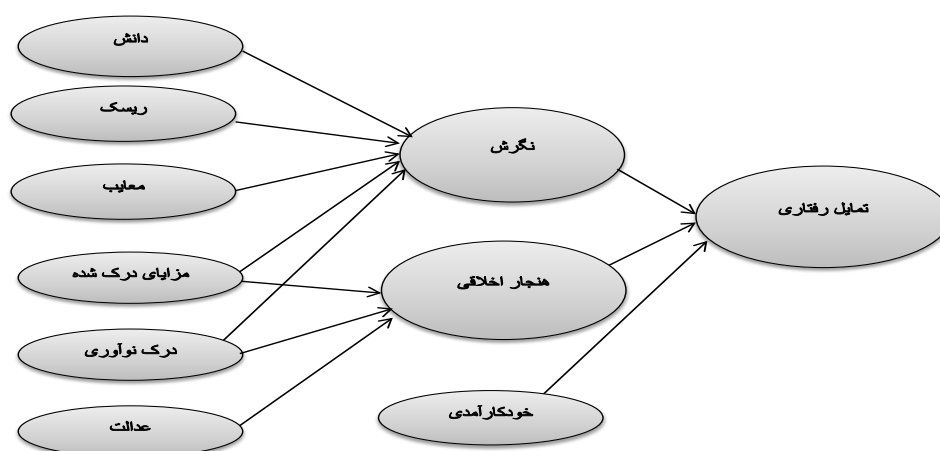 دانش
ریسک
معایب
مزایای درک شده
درک نوآوری
عدالت
نگرش
هنجار اخلاقی
خودکارآمدی
تمایل رفتاری